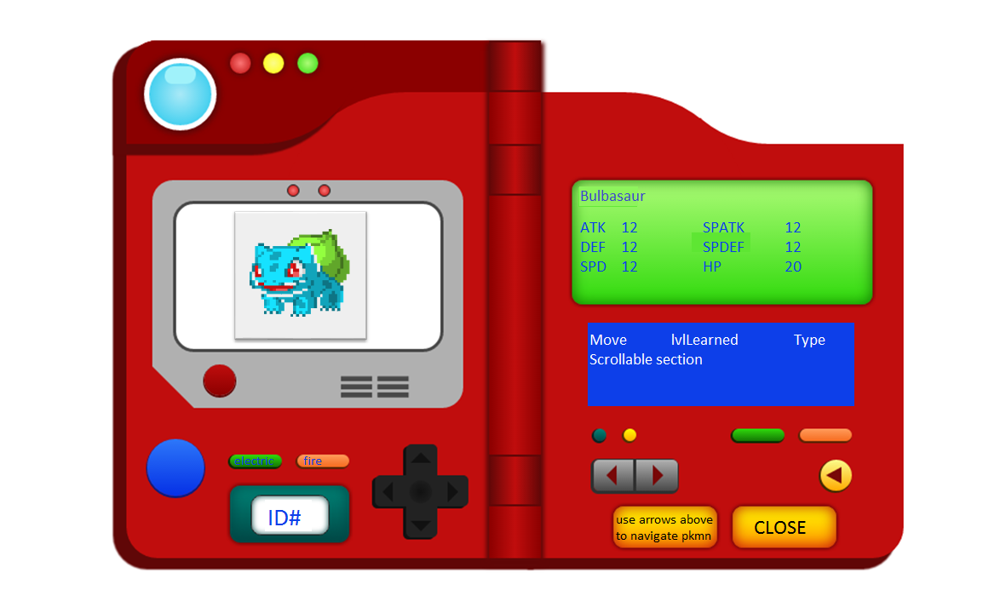 Bulbasaur
ATK 12 SPATK 12
DEF 12 SPDEF 12
SPD 12 HP 20
Move lvlLearned Type
Scrollable section
electric fire
ID#
use arrows above
to navigate pkmn
CLOSE